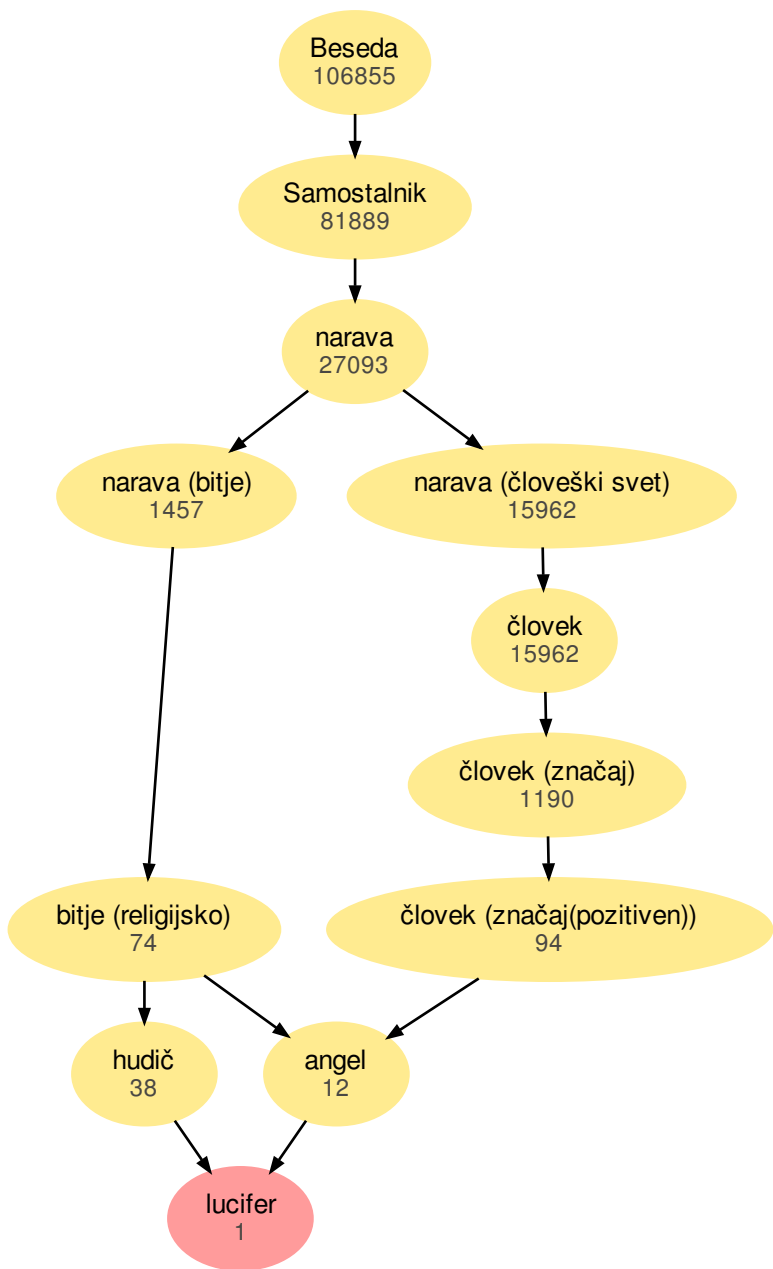 Beseda
106855
Samostalnik
81889
narava
27093
narava (bitje)
1457
narava (človeški svet)
15962
človek
15962
človek (značaj)
1190
bitje (religijsko)
74
človek (značaj(pozitiven))
94
hudič
38
angel
12
lucifer
1